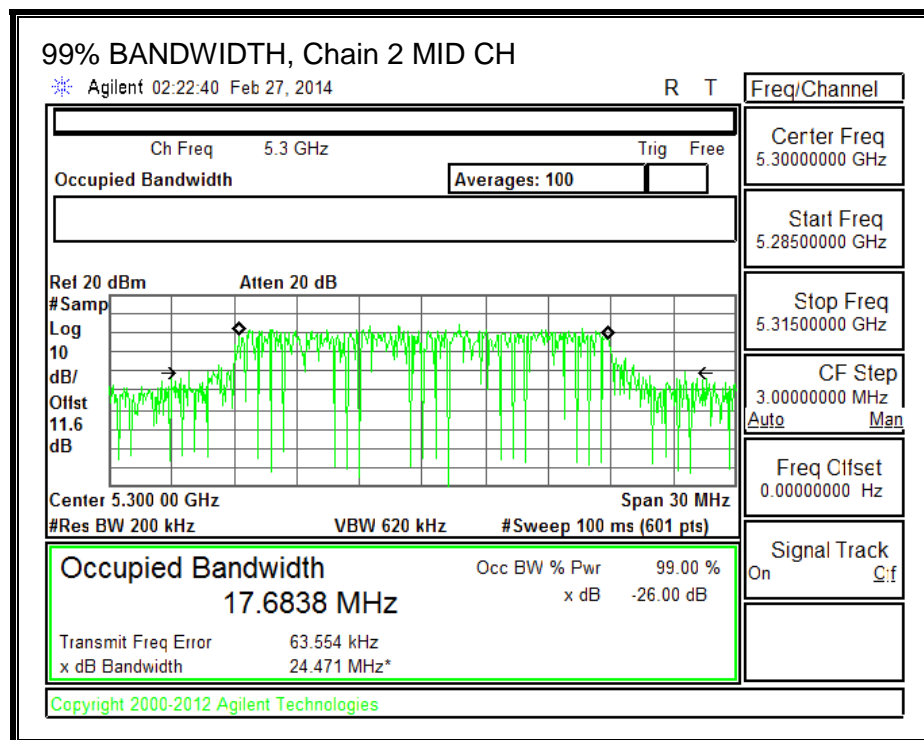 99% BANDWIDTH, Chain 2 MID CH
Agilent 02:22:40 Feb 27, 2014 R T
Ch Freq 5.3 GHz Trig Free
Occupied Bandwidth Averages: 100
Ref 20 dBm Atten 20 dB
#Samp
Log
10
dB/
Offst
11.6
dB
Center 5.300 00 GHz Span 30 MHz
#Res BW 200 kHz VBW 620 kHz #Sweep 100 ms (601 pts)
Occupied Bandwidth Occ BW % Pwr 99.00 %
17.6838 MHz x dB -26.00 dB
Transmit Freq Error 63.554 kHz
x dB Bandwidth 24.471 MHz*
Copyright 2000-2012 Agilent Technologies
Freq/Channel
Center Freq
5.30000000 GHz
Start Freq
5.28500000 GHz
Stop Freq
5.31500000 GHz
CF Step
3.00000000 MHz
Auto Man
Freq Offset
0.00000000 Hz
Signal Track
On Off